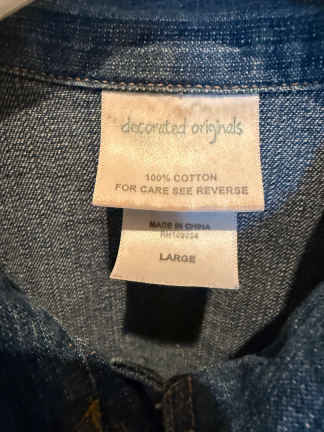 decorated originals
100% COTTON
FOR CARE SEE REVERSE
MADE IN CHINA
LARGE